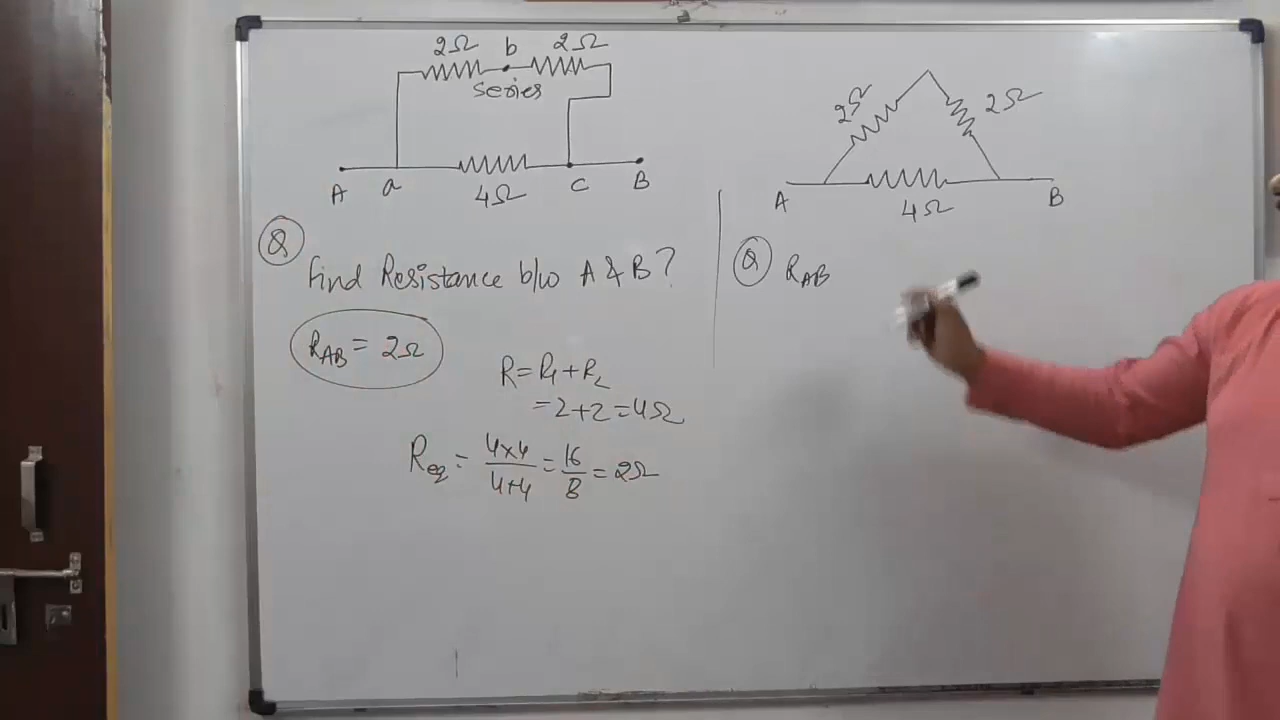 2Ω b 2Ω
series
A a 4Ω C B
Q Find Resistance b/w A & B?
R_AB = 2Ω
R = R1 + R2
= 2+2 = 4Ω
Req = 4×4/4+4 = 16/8 = 2Ω
2Ω 2Ω
A 4Ω B
Q R_AB